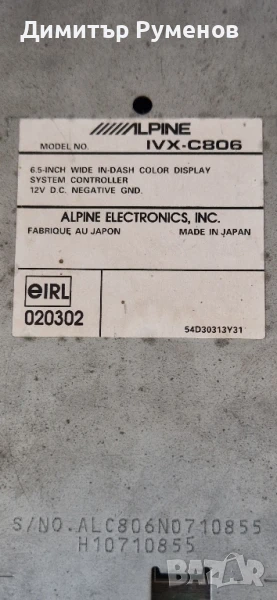 Димитър Руменов
ALPINE
MODEL NO. IVX-C806
6.5-INCH WIDE IN-DASH COLOR DISPLAY
SYSTEM CONTROLLER
12V D.C. NEGATIVE GND.
ALPINE ELECTRONICS, INC.
FABRIQUE AU JAPON MADE IN JAPAN
eIRL
020302
54D30313Y31
S/NO.ALC806N0710855
H10710855
bazar